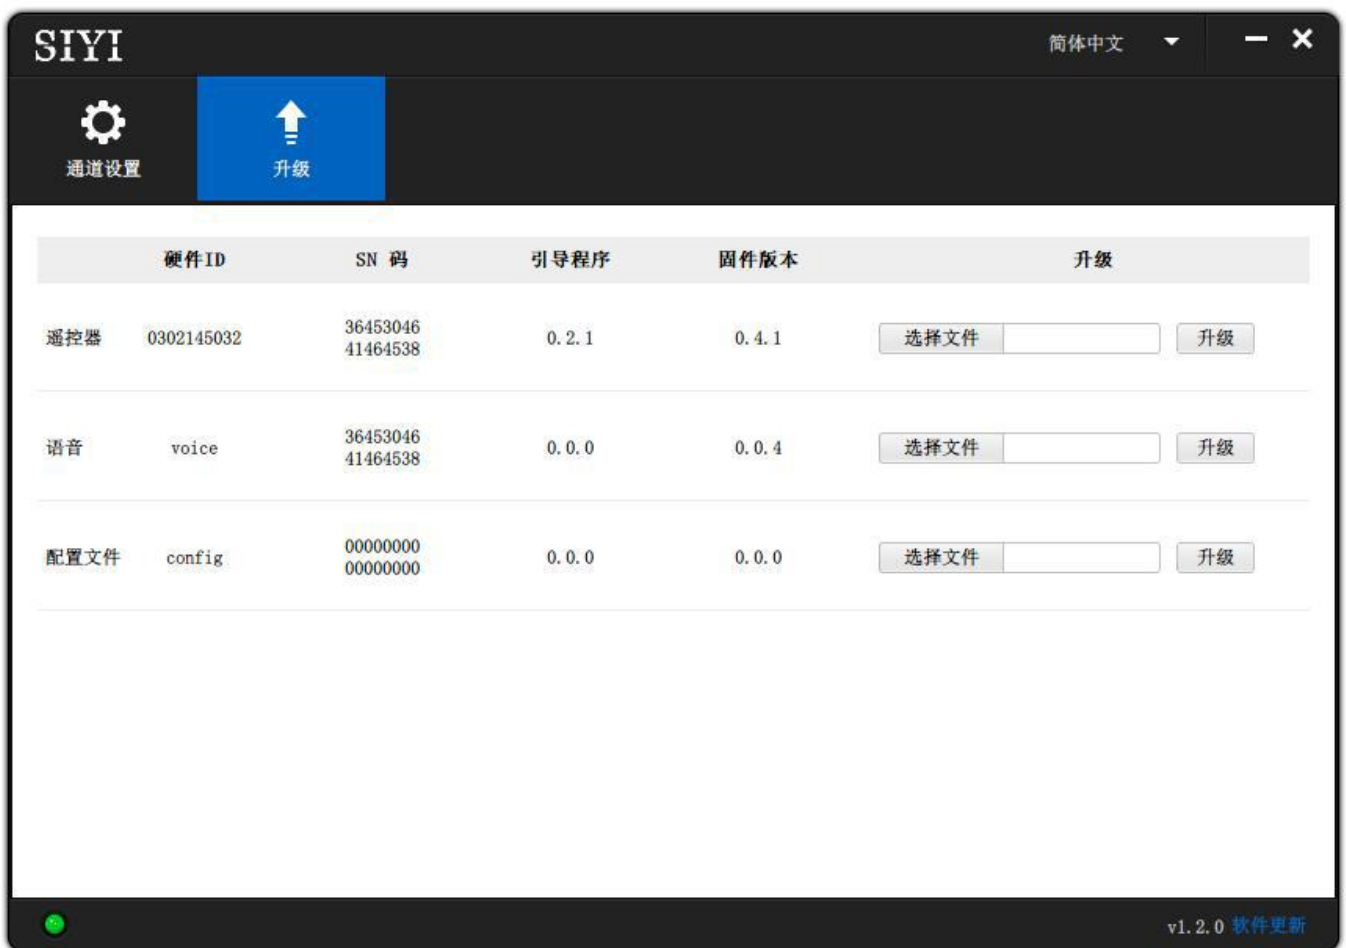 SIYI
简体中文
通道设置
升级
硬件ID SN 码 引导程序 固件版本 升级
遥控器 0302145032 36453046 0.2.1 0.4.1 选择文件 升级
41464538
语音 voice 36453046 0.0.0 0.0.4 选择文件 升级
41464538
配置文件 config 00000000 0.0.0 0.0.0 选择文件 升级
00000000
v1.2.0 软件更新